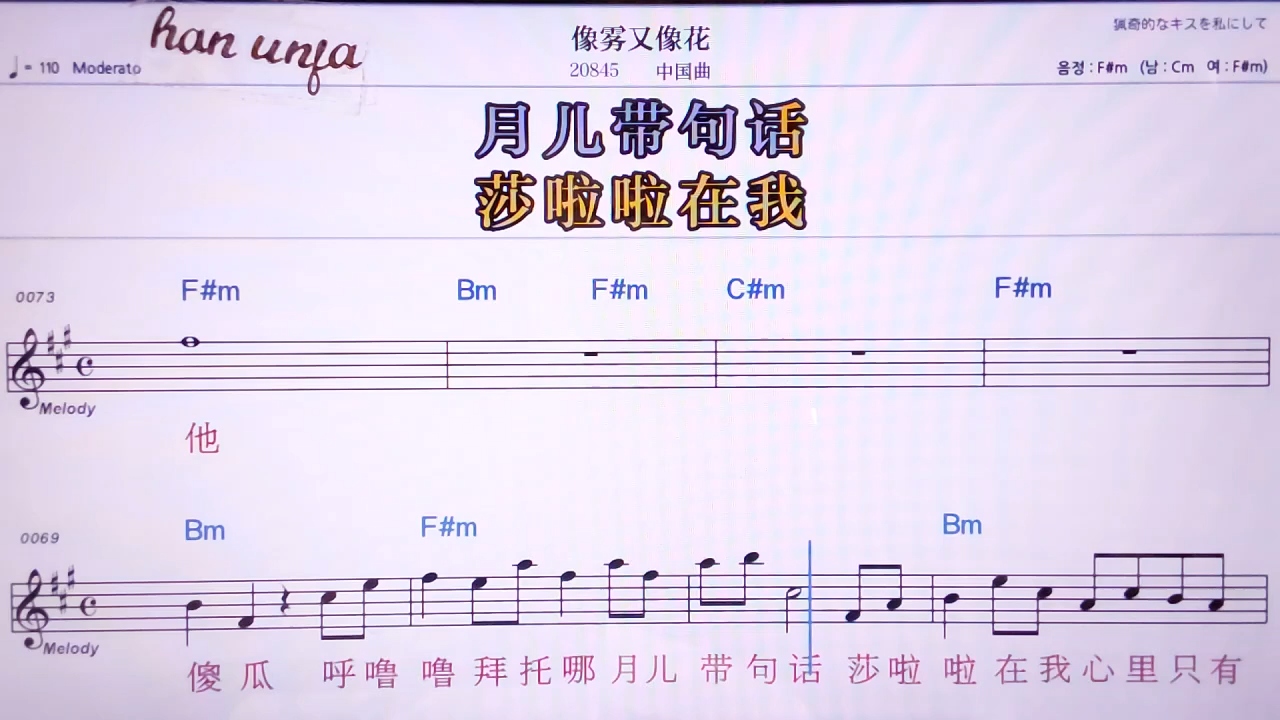 han unfa
像雾又像花
猟奇的なキスを私にして
♩= 110 Moderato
20845 中国曲
음정 : F#m (남 : Cm 여 : F#m)
月儿带句话
莎啦啦在我
0073
F#m Bm F#m C#m F#m
Melody
他
0069
Bm F#m Bm
Melody
傻 瓜 呼噜 噜 拜托哪 月儿 带句话 莎啦 啦 在我心里只有